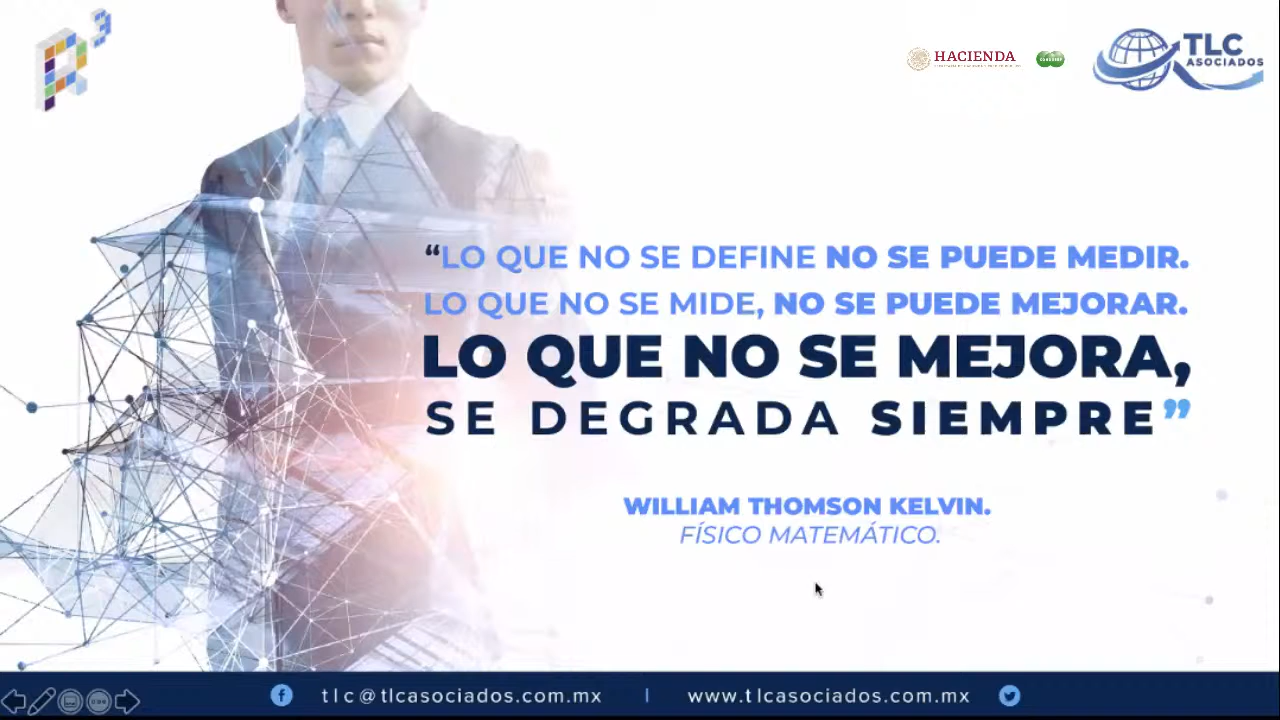 R3
HACIENDA
TLC
ASOCIADOS
“LO QUE NO SE DEFINE NO SE PUEDE MEDIR.
LO QUE NO SE MIDE, NO SE PUEDE MEJORAR.
LO QUE NO SE MEJORA,
SE DEGRADA SIEMPRE”
WILLIAM THOMSON KELVIN.
FÍSICO MATEMÁTICO.
tlc@tlcasociados.com.mx | www.tlcasociados.com.mx